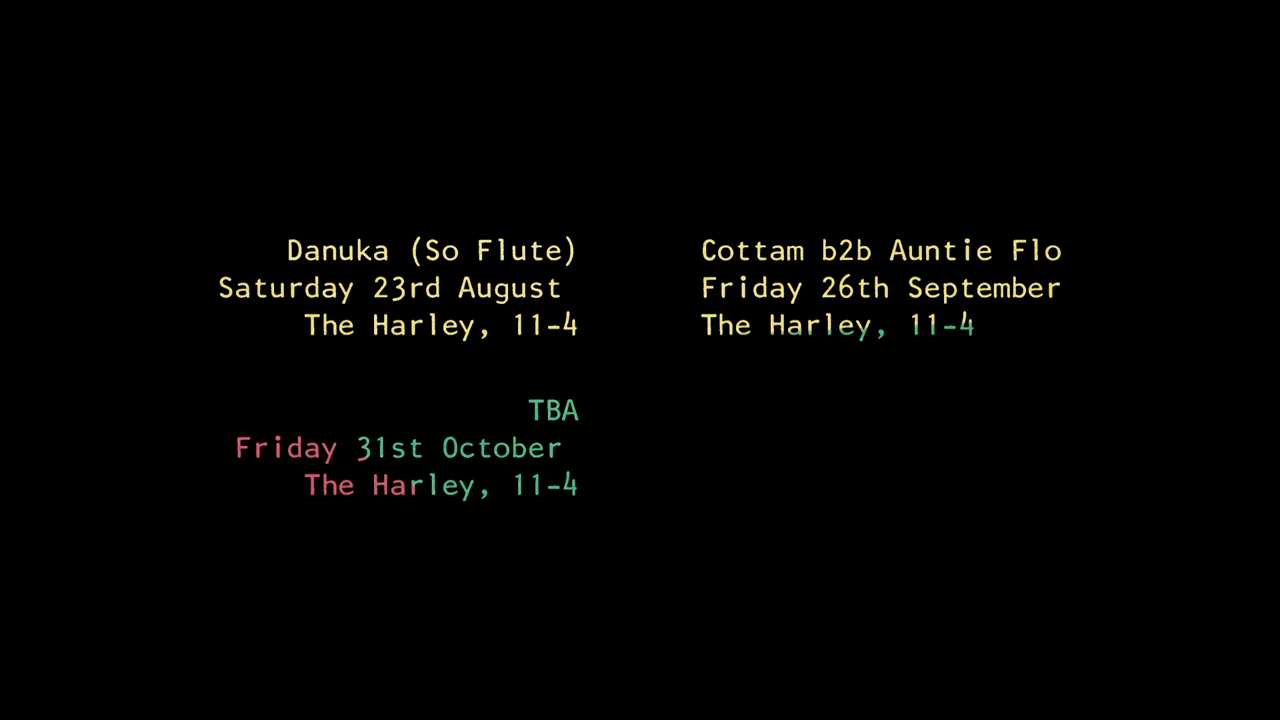 Danuka (So Flute)
Saturday 23rd August
The Harley, 11-4
Cottam b2b Auntie Flo
Friday 26th September
The Harley, 11-4
TBA
Friday 31st October
The Harley, 11-4